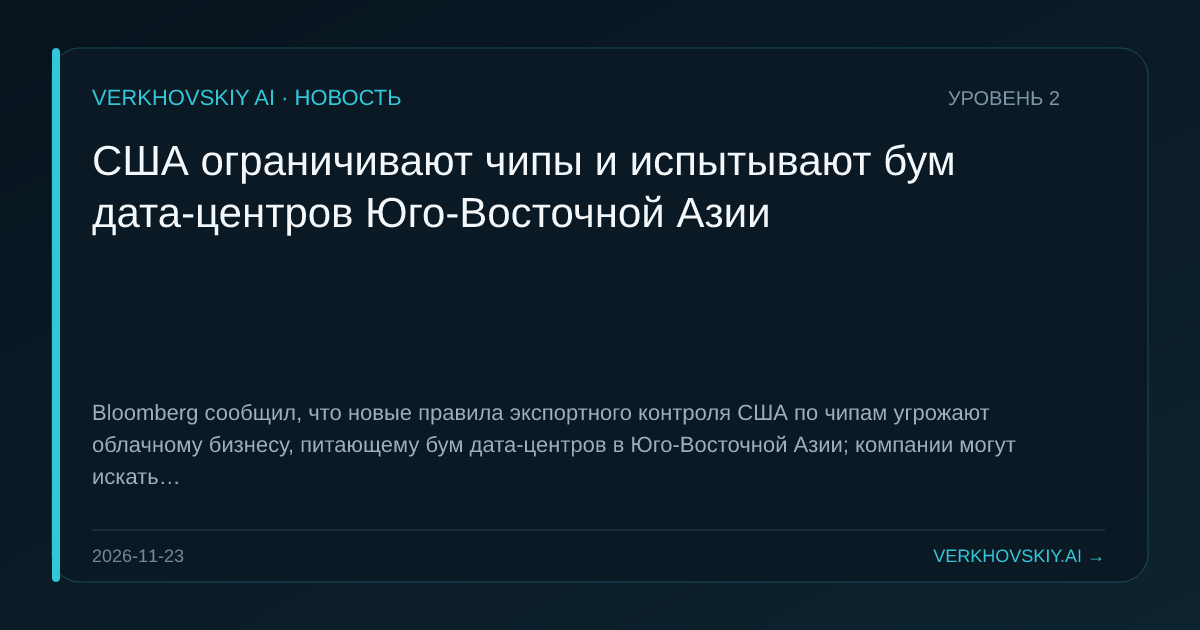 VERKHOVSKIY AI · НОВОСТЬ
УРОВЕНЬ 2
США ограничивают чипы и испытывают бум
дата-центров Юго-Восточной Азии
Bloomberg сообщил, что новые правила экспортного контроля США по чипам угрожают
облачному бизнесу, питающему бум дата-центров в Юго-Восточной Азии; компании могут
искать…
2026-11-23
VERKHOVSKIY.AI →